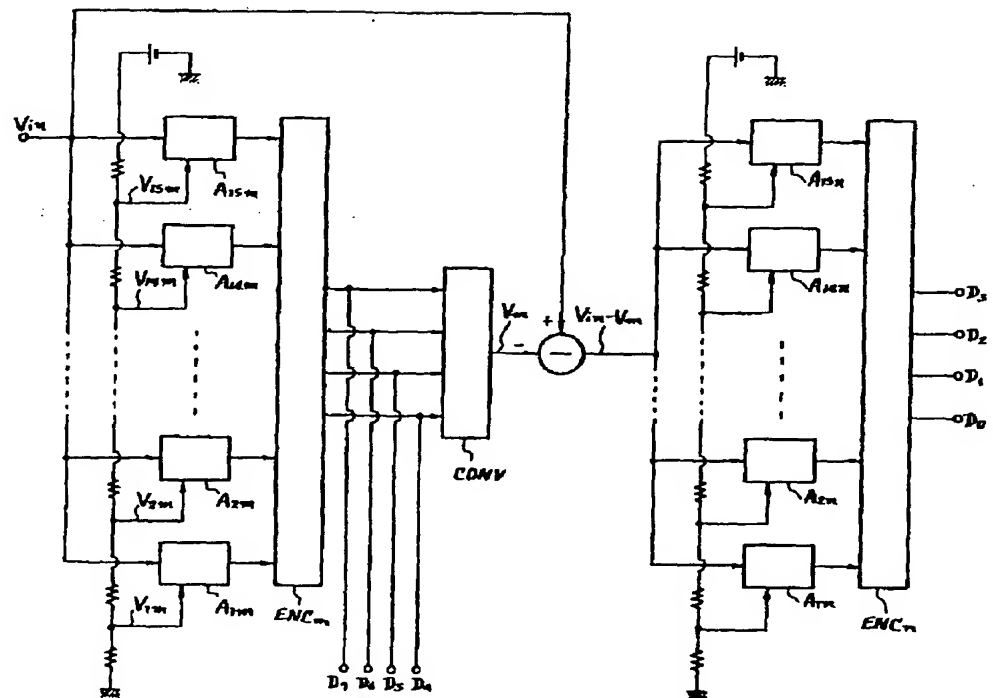 Vin
V15m
A15m
V14m
A14m
V2m
A2m
V1m
A1m
ENCm
D7
D6
D5
D4
CONV
Vm
+
-
Vin-Vm
A15n
A14n
A2n
A1n
ENCn
D3
D2
D1
D0